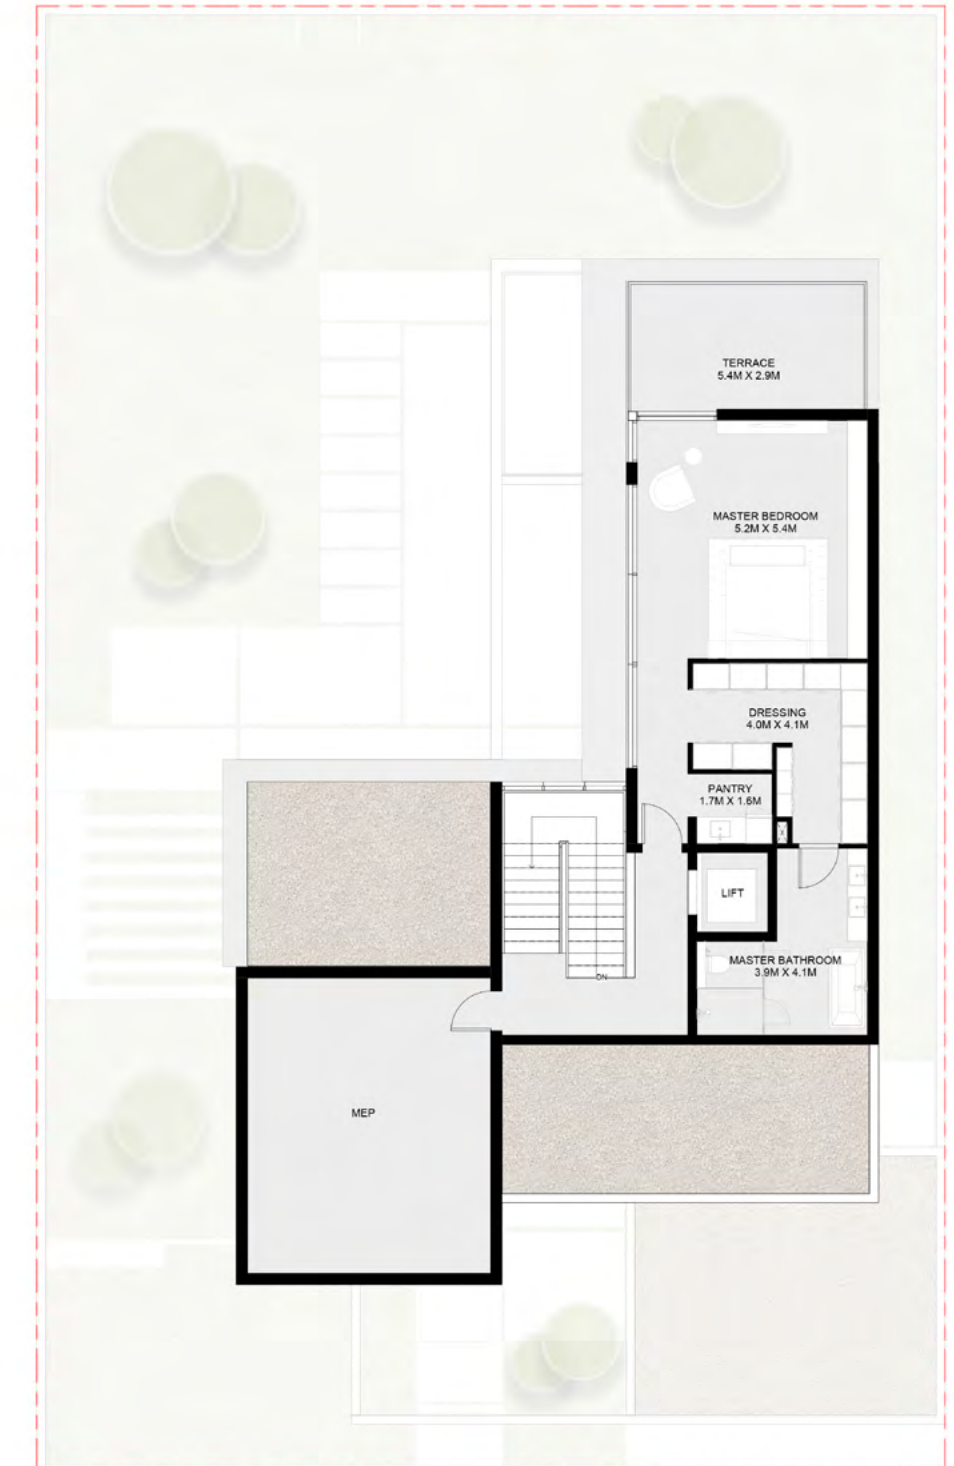 TERRACE
5.4M X 2.9M
MASTER BEDROOM
5.2M X 5.4M
DRESSING
4.0M X 4.1M
PANTRY
1.7M X 1.6M
LIFT
MASTER BATHROOM
3.9M X 4.1M
DN
MEP